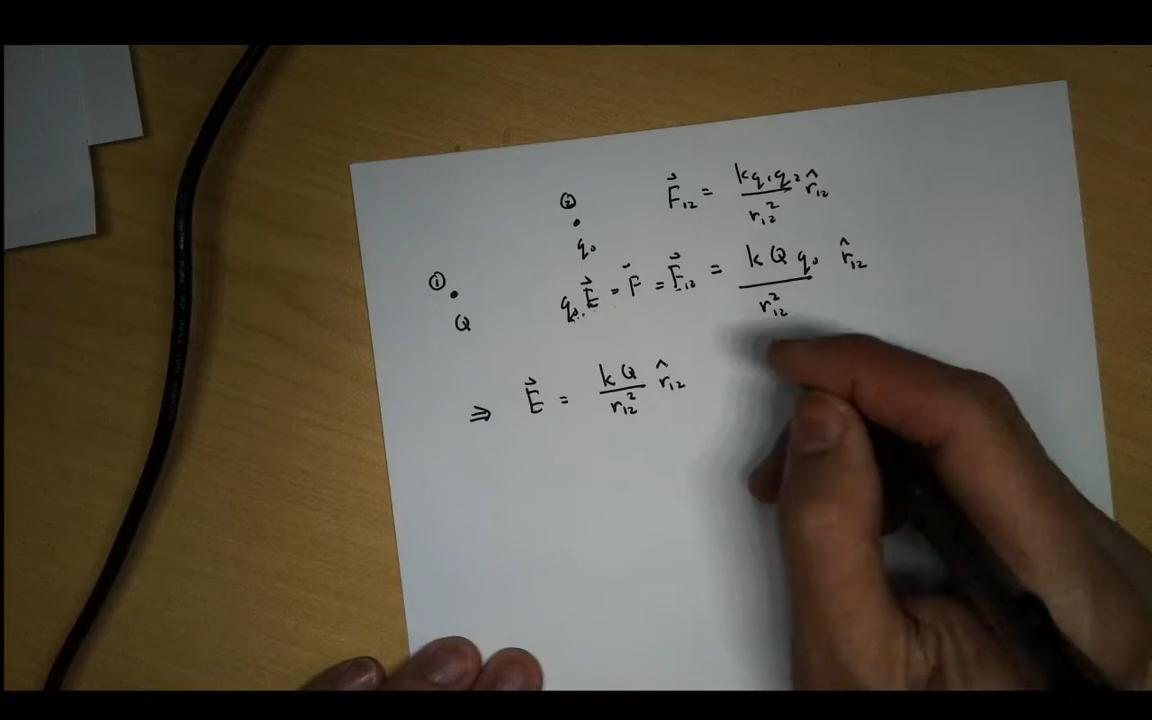 ② F⃗₁₂ = kq₁q₂/r₁₂² r̂₁₂
q₀
① q₀E⃗ = F⃗ = F⃗₁₂ = kQq₀/r₁₂² r̂₁₂
Q
⇒ E⃗ = kQ/r₁₂² r̂₁₂